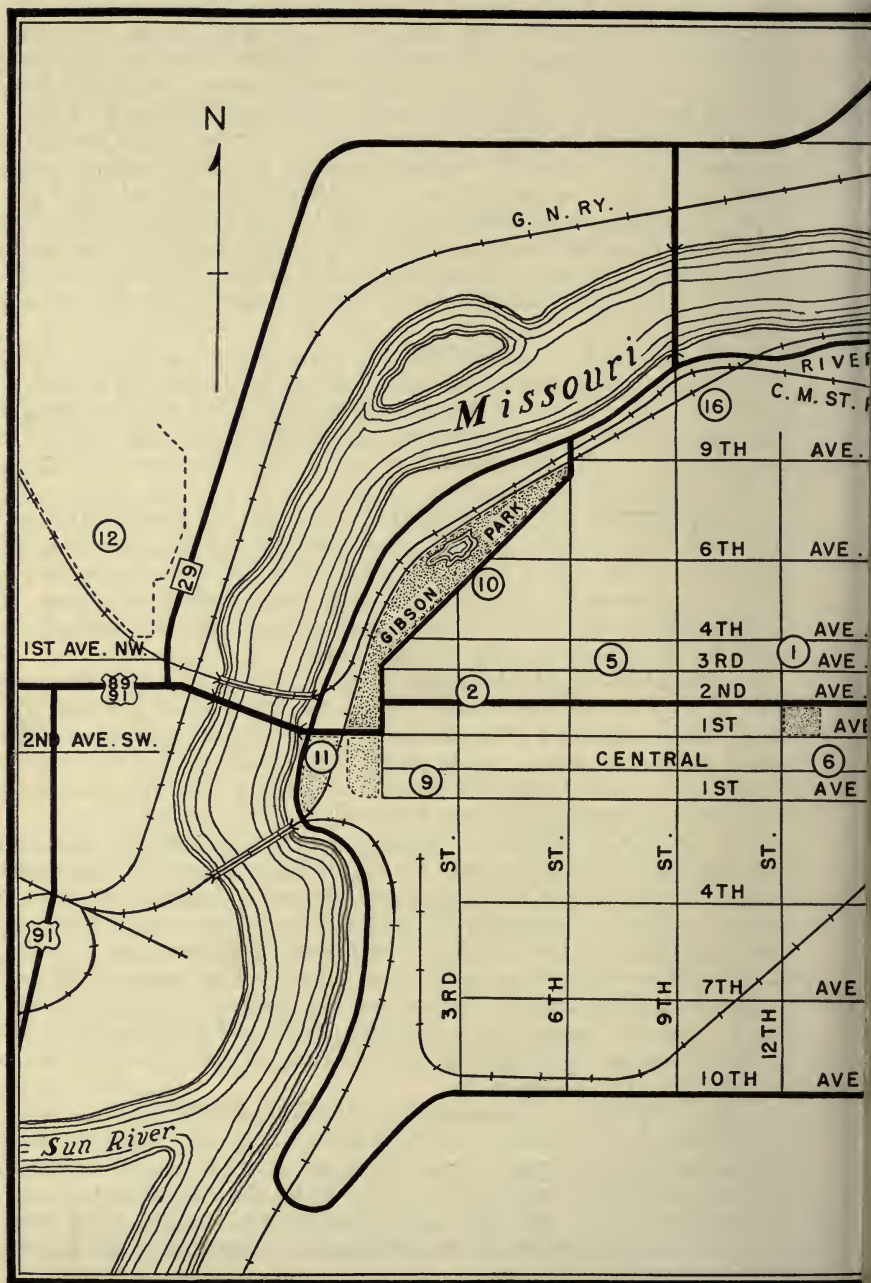 N
G. N. RY.
Missouri
RIVER
C. M. ST.
16
9TH AVE.
12
29
GIBSON PARK
6TH AVE.
10
4TH AVE.
1ST AVE. NW.
5
1
3RD AVE.
89
91
2
2ND AVE.
2ND AVE. SW.
11
1ST AVE
CENTRAL
6
9
1ST AVE
3RD ST.
6TH ST.
9TH ST.
12TH ST.
4TH
91
7TH AVE
10TH AVE
Sun River